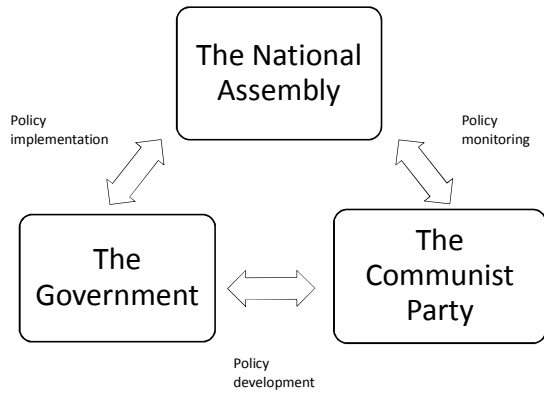 The National
Assembly
Policy
implementation
Policy
monitoring
The
Government
The
Communist
Party
Policy
development